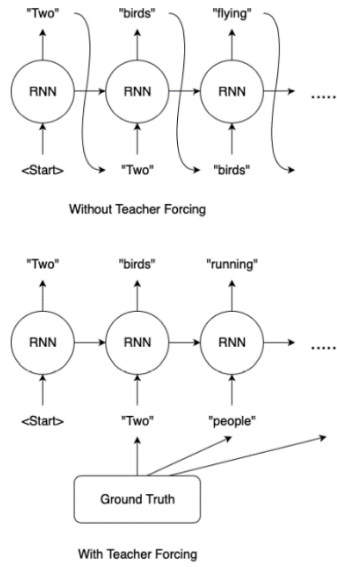 "Two" "birds" "flying"
RNN RNN RNN .....
<Start> "Two" "birds"
Without Teacher Forcing
"Two" "birds" "running"
RNN RNN RNN .....
<Start> "Two" "people"
Ground Truth
With Teacher Forcing